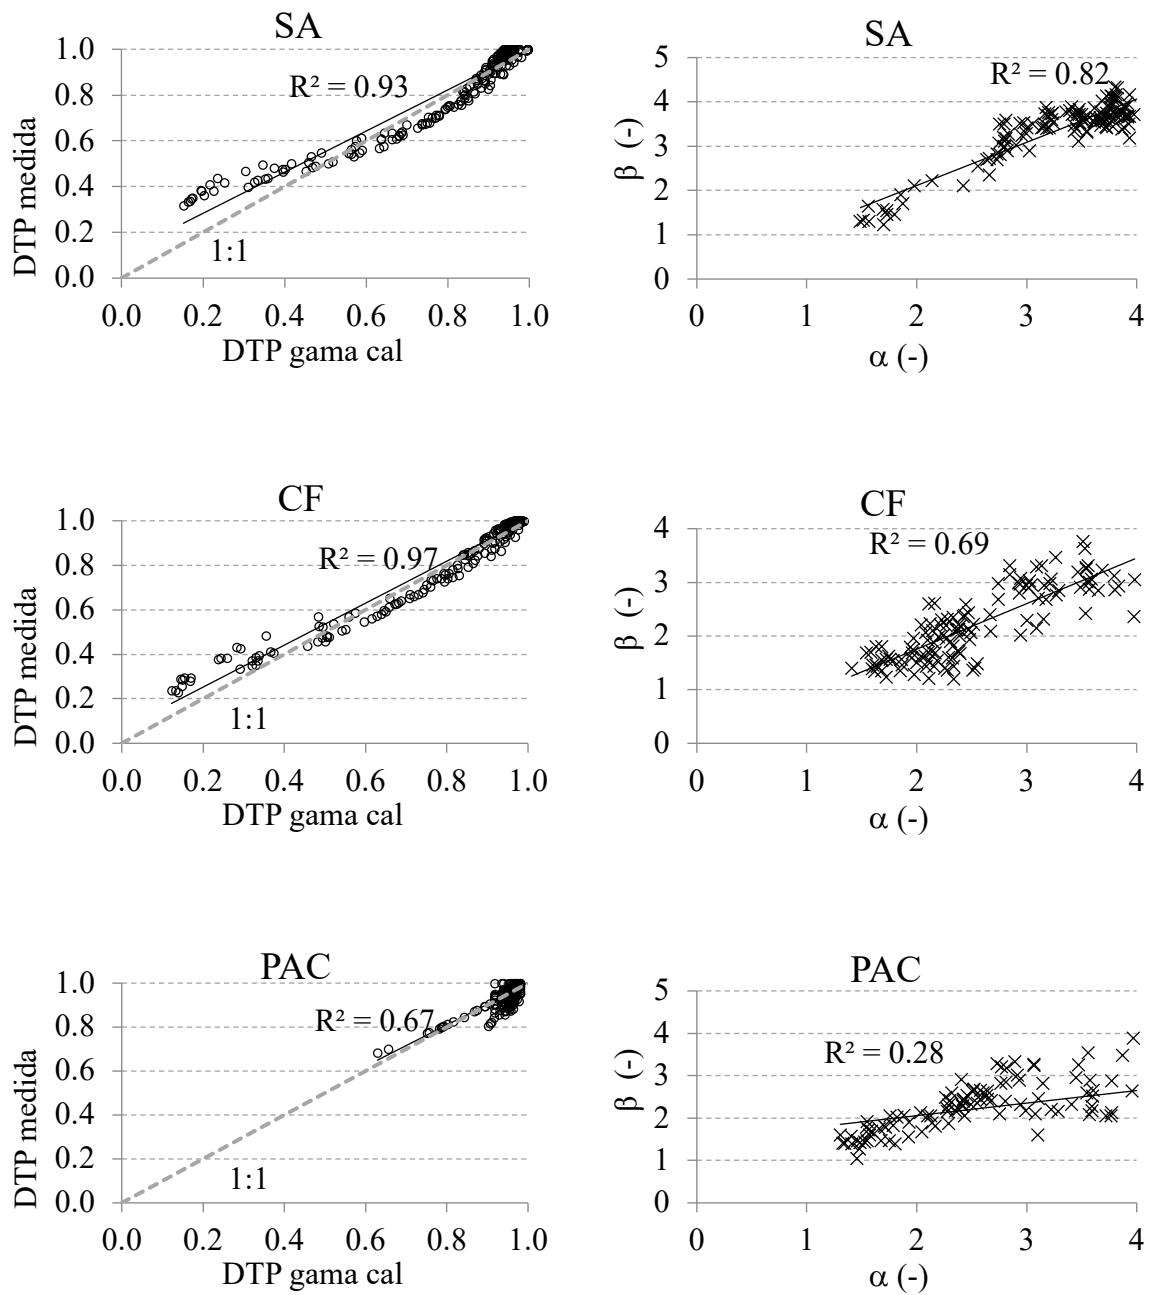 SA
R² = 0.93
1:1
DTP medida
1.0
0.8
0.6
0.4
0.2
0.0
0.0 0.2 0.4 0.6 0.8 1.0
DTP gama cal
SA
R² = 0.82
β (-)
5
4
3
2
1
0
0 1 2 3 4
α (-)
CF
R² = 0.97
1:1
DTP medida
1.0
0.8
0.6
0.4
0.2
0.0
0.0 0.2 0.4 0.6 0.8 1.0
DTP gama cal
CF
R² = 0.69
β (-)
4
3
2
1
0
0 1 2 3 4
α (-)
PAC
R² = 0.67
1:1
DTP medida
1.0
0.8
0.6
0.4
0.2
0.0
0.0 0.2 0.4 0.6 0.8 1.0
DTP gama cal
PAC
R² = 0.28
β (-)
5
4
3
2
1
0
0 1 2 3 4
α (-)